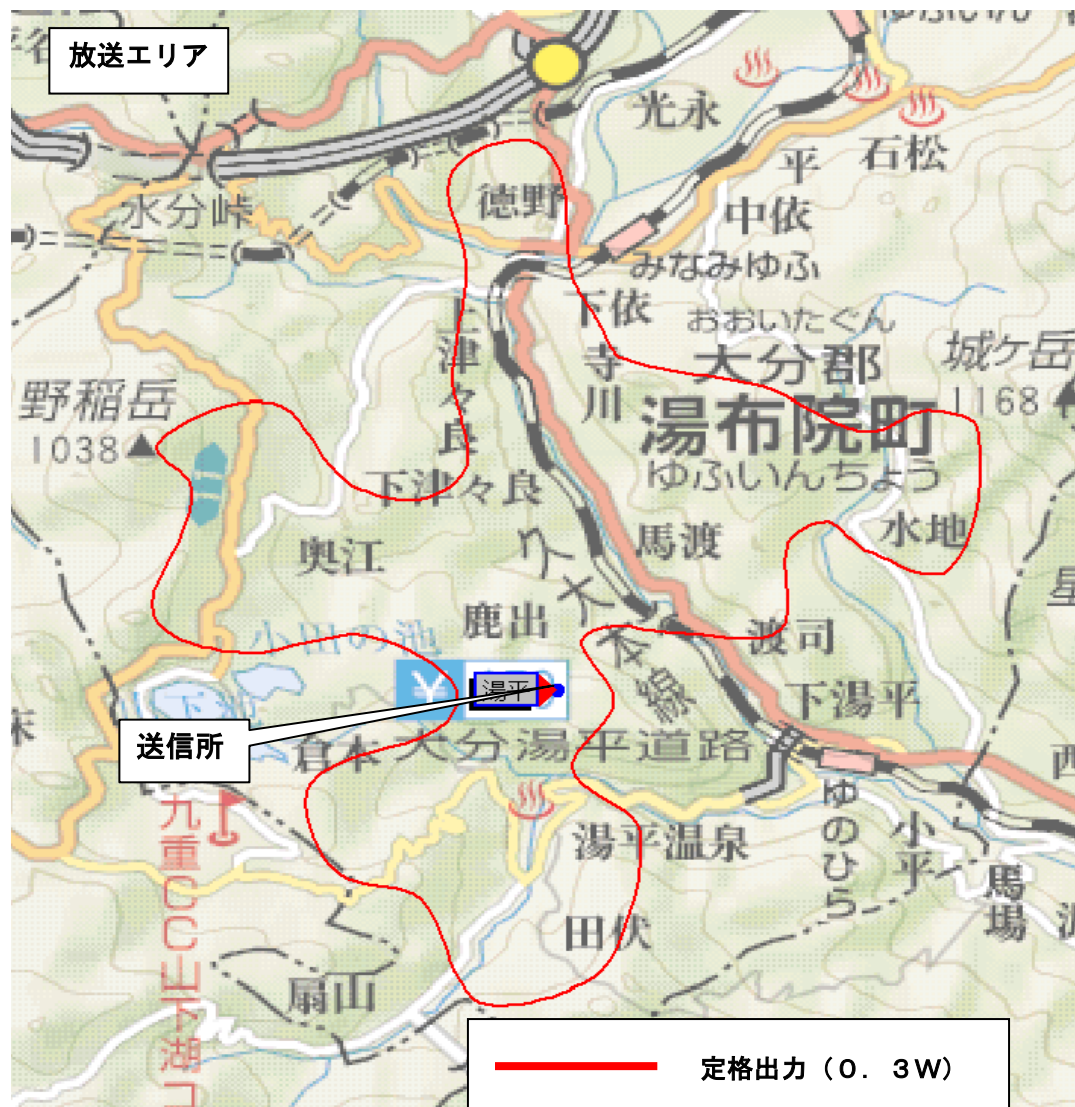 放送エリア
光永
石松
平
徳野
水分峠
中依
みなみゆふ
下依
おおいたぐん
大分郡
城ケ岳
1168
上津々良
寺川
野稲岳
1038
湯布院町
ゆふいんちょう
下津々良
水地
馬渡
奥江
久大本線
鹿出
小田の池
渡司
湯平
下湯平
送信所
倉本
大分湯平道路
九重CC
ゆのひら
湯平温泉
小平
馬場
田伏
扇山
定格出力(0.3W)